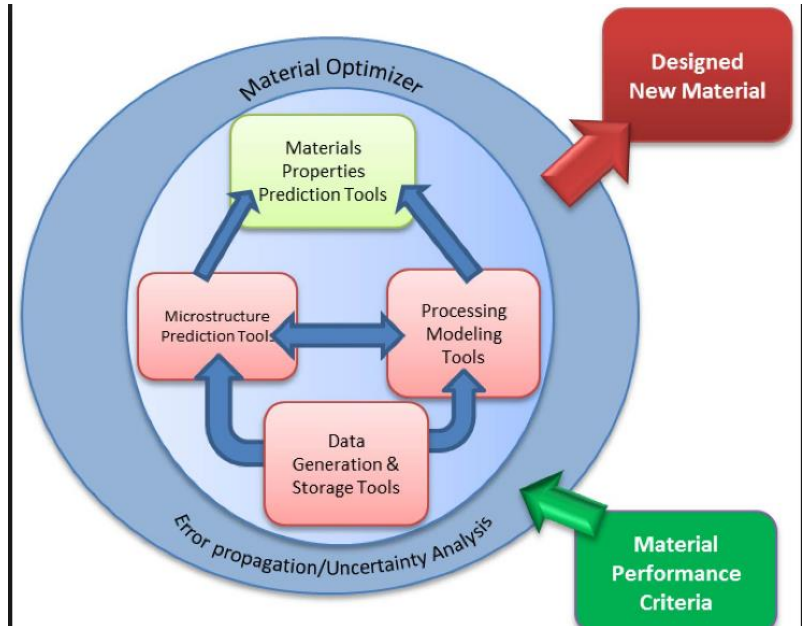 Material Optimizer
Designed
New Material
Materials
Properties
Prediction Tools
Microstructure
Prediction Tools
Processing
Modeling
Tools
Data
Generation &
Storage Tools
Error propagation/Uncertainty Analysis
Material
Performance
Criteria